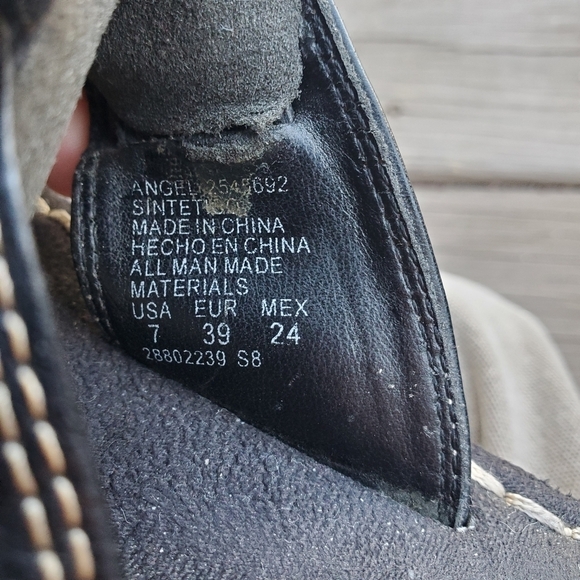 ANGEL 2545692
SINTETICO
MADE IN CHINA
HECHO EN CHINA
ALL MAN MADE
MATERIALS
USA EUR MEX
7 39 24
28802239 S8